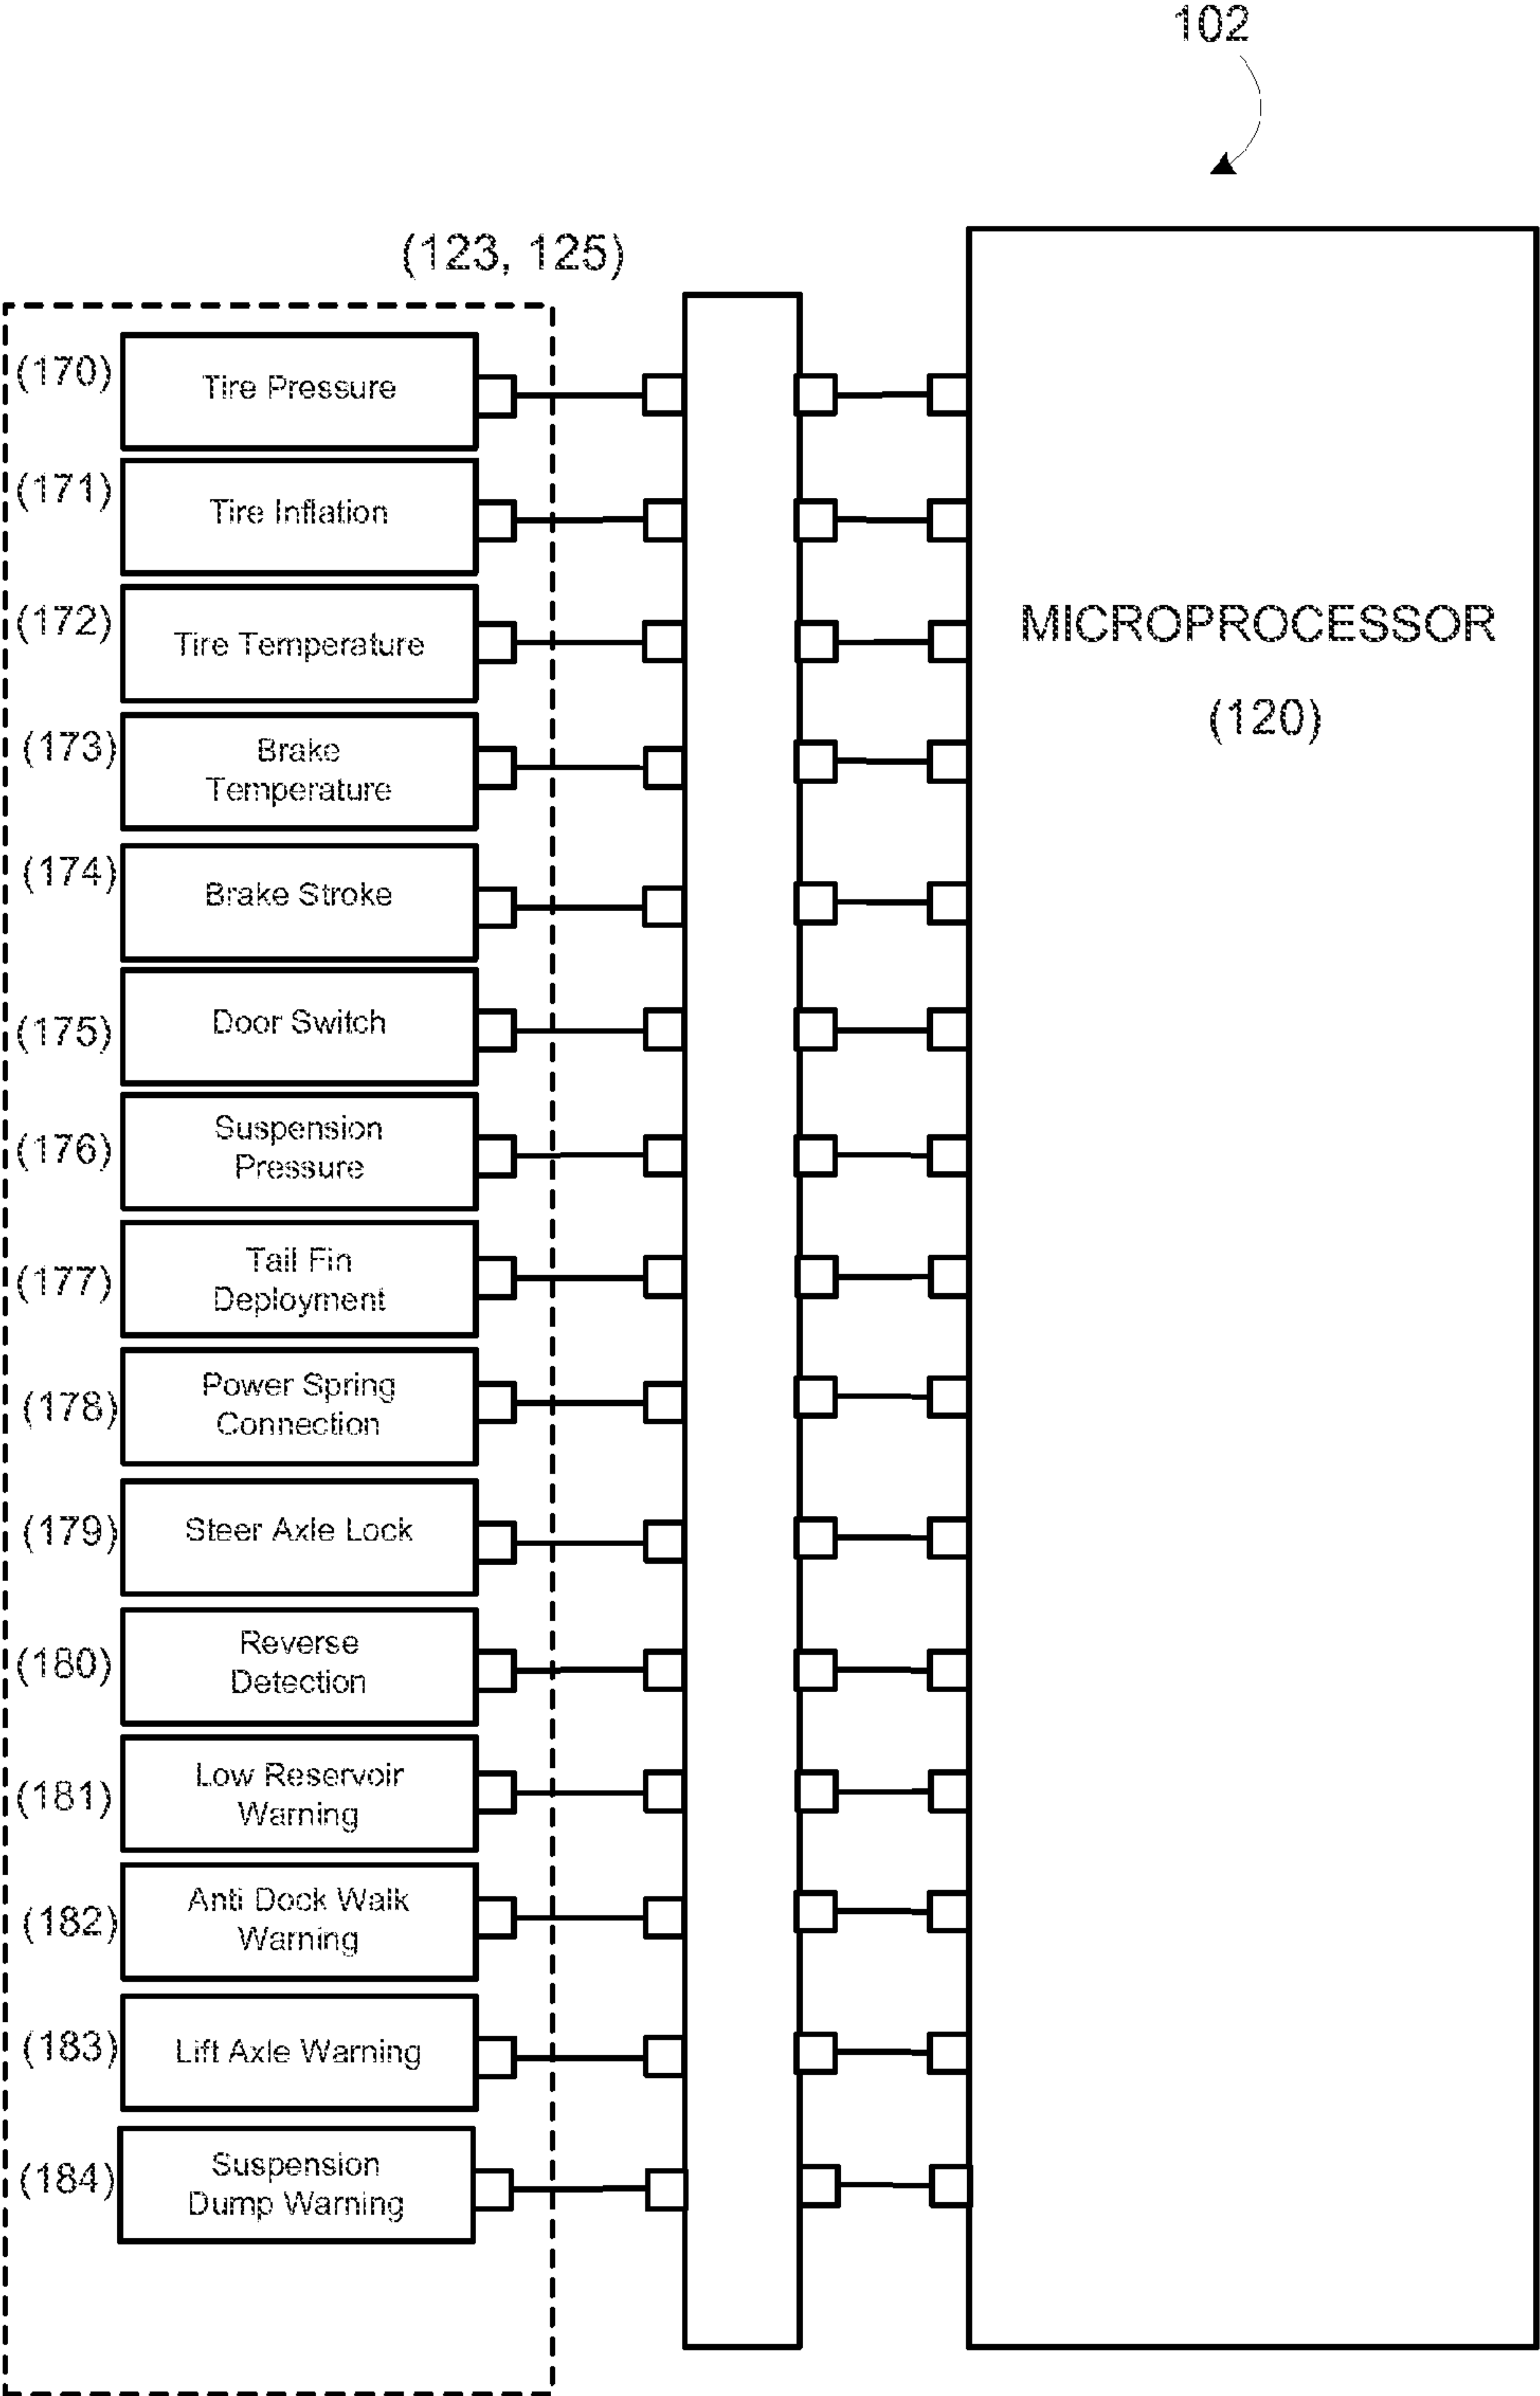 102
(123, 125)
(170)
Tire Pressure
(171)
Tire Inflation
(172)
Tire Temperature
(173)
Brake
Temperature
(174)
Brake Stroke
(175)
Door Switch
(176)
Suspension
Pressure
(177)
Tail Fin
Deployment
(178)
Power Spring
Connection
(179)
Steer Axle Lock
(180)
Reverse
Detection
(181)
Low Reservoir
Warning
(182)
Anti Dock Walk
Warning
(183)
Lift Axle Warning
(184)
Suspension
Dump Warning
MICROPROCESSOR
(120)